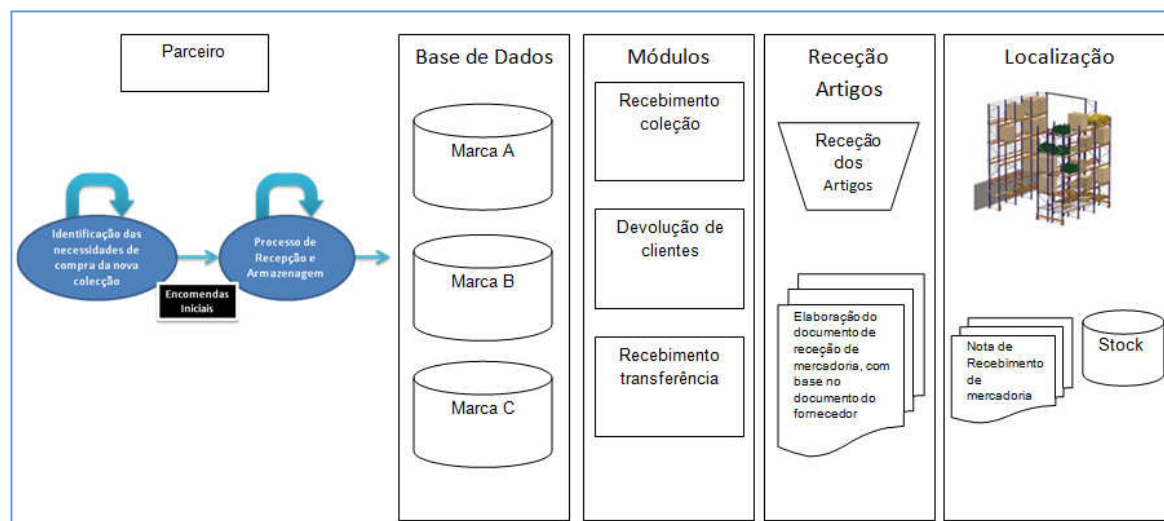 Parceiro
Identificação das
necessidades de
compra da nova
colecção
Encomendas
Iniciais
Processo de
Recepção e
Armazenagem
Base de Dados
Marca A
Marca B
Marca C
Módulos
Recebimento
coleção
Devolução de
clientes
Recebimento
transferência
Receção
Artigos
Receção
dos
Artigos
Elaboração do
documento de
receção de
mercadoria, com
base no
documento do
fornecedor
Localização
Nota de
Recebimento
de
mercadoria
Stock